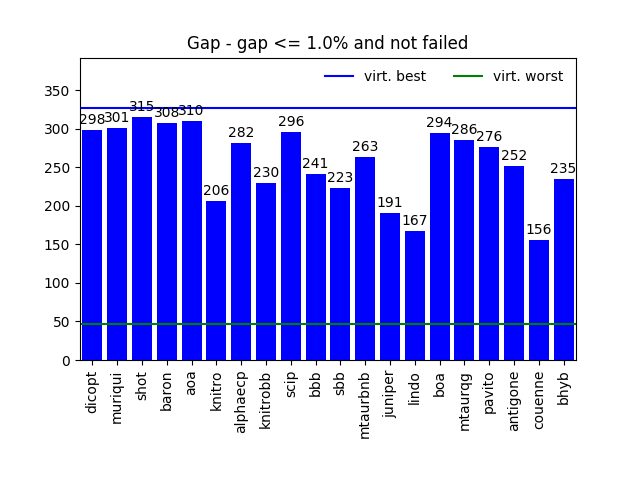 Gap - gap <= 1.0% and not failed
virt. best
virt. worst
350
300
250
200
150
100
50
0
298
301
315
308
310
206
282
230
296
241
223
263
191
167
294
286
276
252
156
235
dicopt
muriqui
shot
baron
aoa
knitro
alphaecp
knitrobb
scip
bbb
sbb
mtaurbnb
juniper
lindo
boa
mtaurqg
pavito
antigone
couenne
bhyb